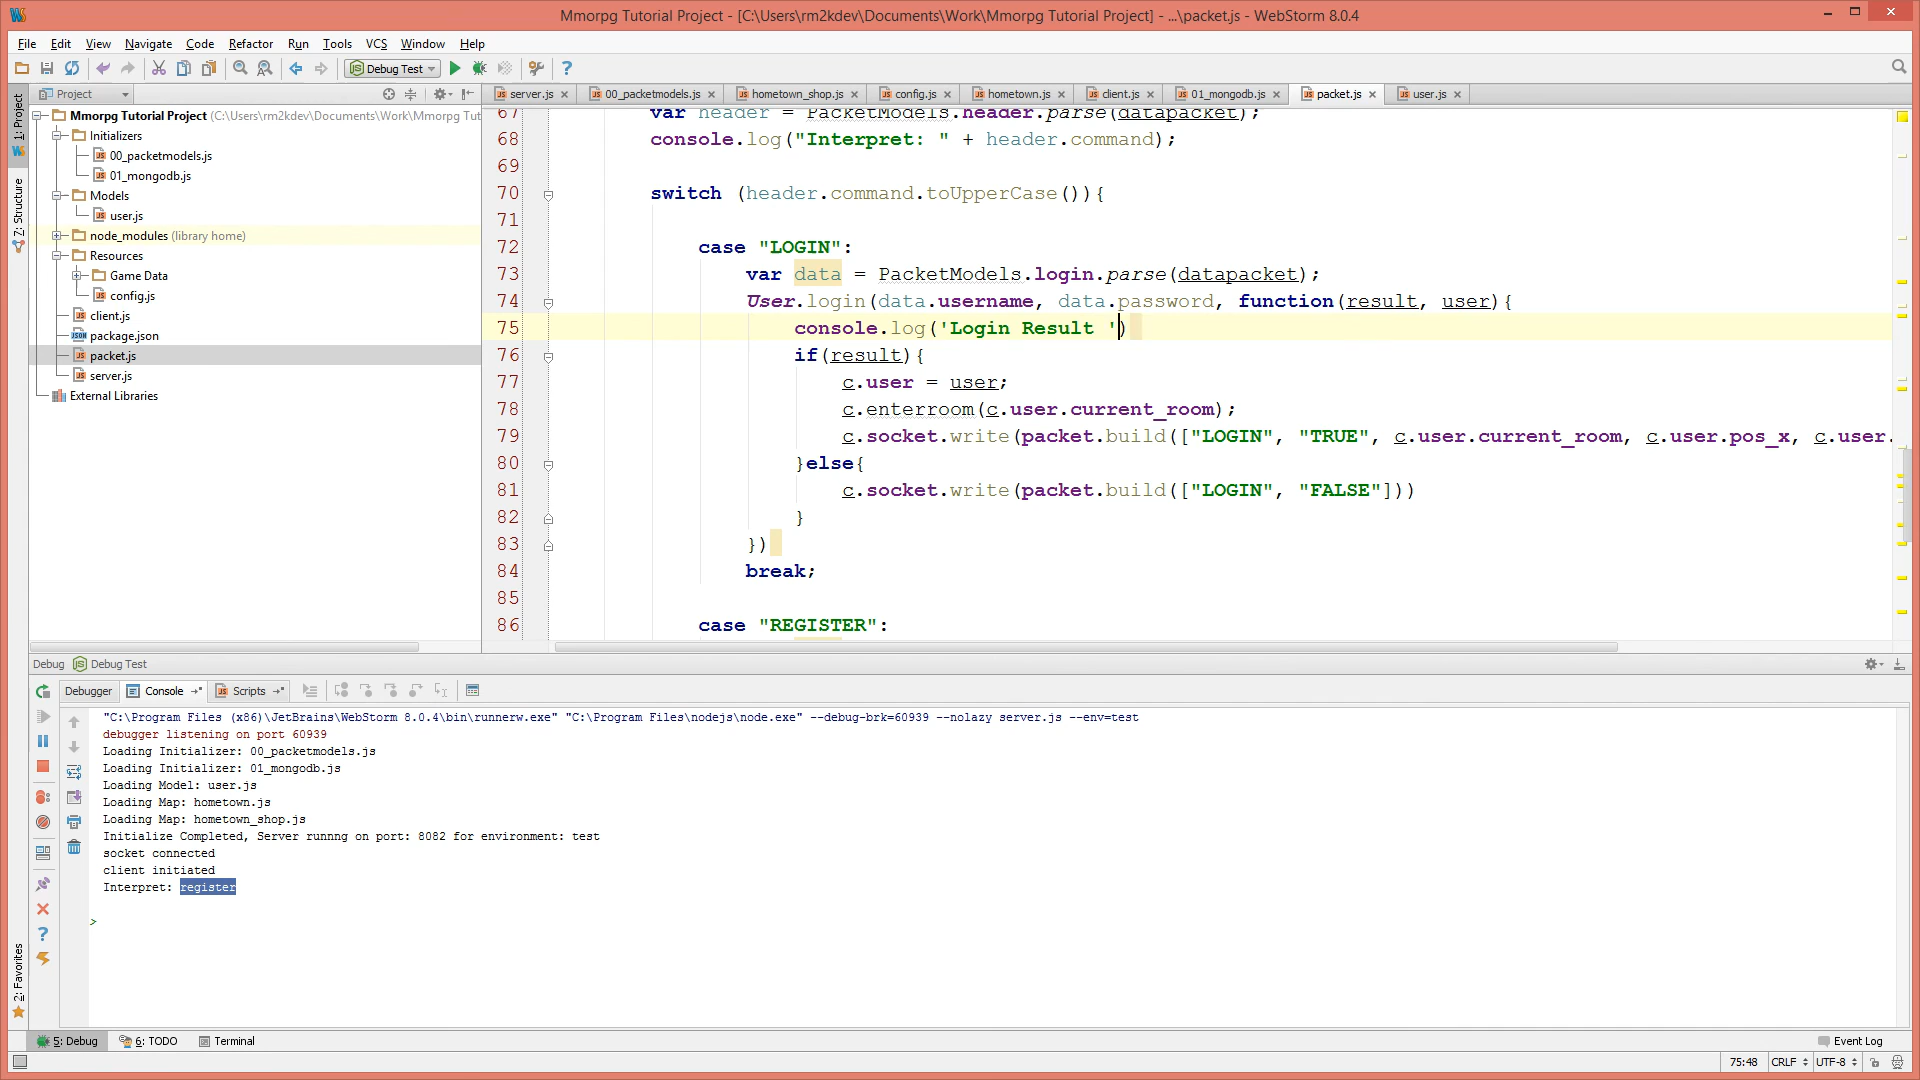 Mmorpg Tutorial Project - [C:\Users\rm2kdev\Documents\Work\Mmorpg Tutorial Project] - ...\packet.js - WebStorm 8.0.4
File Edit View Navigate Code Refactor Run Tools VCS Window Help
Debug Test
Project
server.js 00_packetmodels.js hometown_shop.js config.js hometown.js client.js 01_mongodb.js packet.js user.js
1: Project
Z: Structure
2: Favorites
Mmorpg Tutorial Project (C:\Users\rm2kdev\Documents\Work\Mmorpg Tut
Initializers
00_packetmodels.js
01_mongodb.js
Models
user.js
node_modules (library home)
Resources
Game Data
config.js
client.js
package.json
packet.js
server.js
External Libraries
67 var header = PacketModels.header.parse(datapacket);
68 console.log("Interpret: " + header.command);
69
70 switch (header.command.toUpperCase()){
71
72 case "LOGIN":
73 var data = PacketModels.login.parse(datapacket);
74 User.login(data.username, data.password, function(result, user){
75 console.log('Login Result ')
76 if(result){
77 c.user = user;
78 c.enterroom(c.user.current_room);
79 c.socket.write(packet.build(["LOGIN", "TRUE", c.user.current_room, c.user.pos_x, c.user.
80 }else{
81 c.socket.write(packet.build(["LOGIN", "FALSE"]))
82 }
83 })
84 break;
85
86 case "REGISTER":
Debug Debug Test
Debugger Console Scripts
"C:\Program Files (x86)\JetBrains\WebStorm 8.0.4\bin\runnerw.exe" "C:\Program Files\nodejs\node.exe" --debug-brk=60939 --nolazy server.js --env=test
debugger listening on port 60939
Loading Initializer: 00_packetmodels.js
Loading Initializer: 01_mongodb.js
Loading Model: user.js
Loading Map: hometown.js
Loading Map: hometown_shop.js
Initialize Completed, Server runnng on port: 8082 for environment: test
socket connected
client initiated
Interpret: register
>
5: Debug 6: TODO Terminal Event Log
75:48 CRLF UTF-8